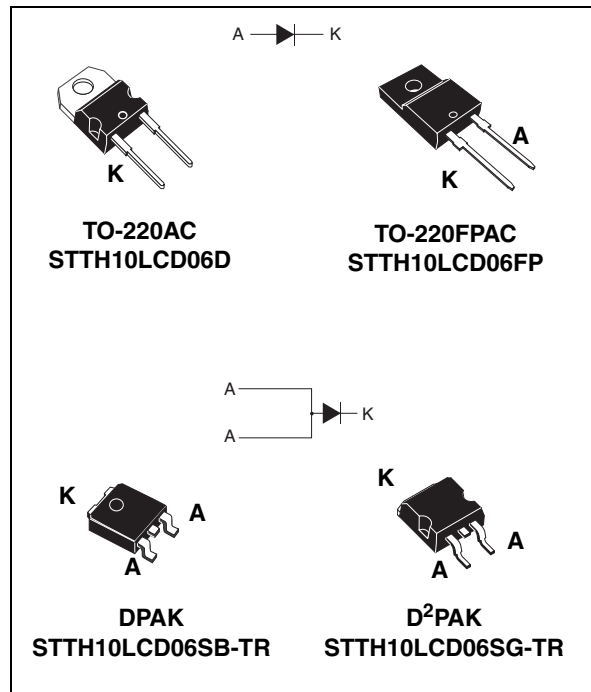 A K
A
K
K
TO-220AC
STTH10LCD06D
TO-220FPAC
STTH10LCD06FP
A
A
K
K
A
A
K
A
A
DPAK
STTH10LCD06SB-TR
D²PAK
STTH10LCD06SG-TR